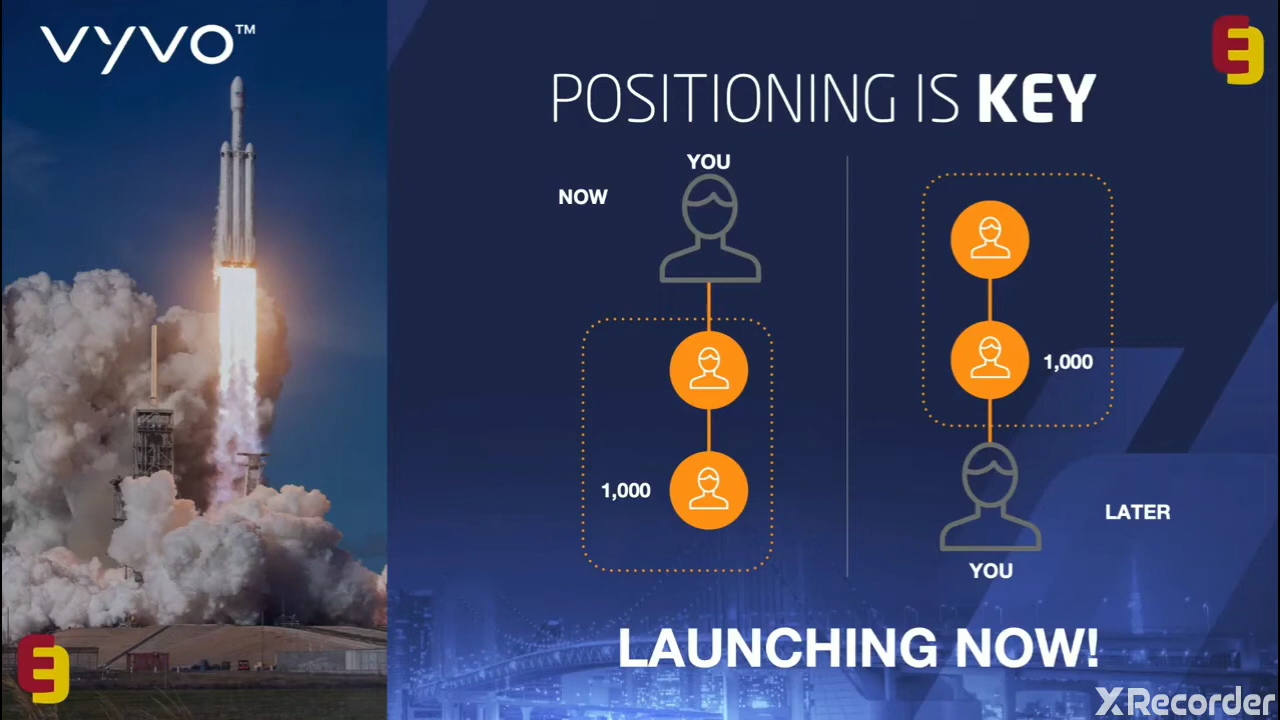 VYVO™
POSITIONING IS KEY
YOU
NOW
1,000
1,000
LATER
YOU
LAUNCHING NOW!
XRecorder